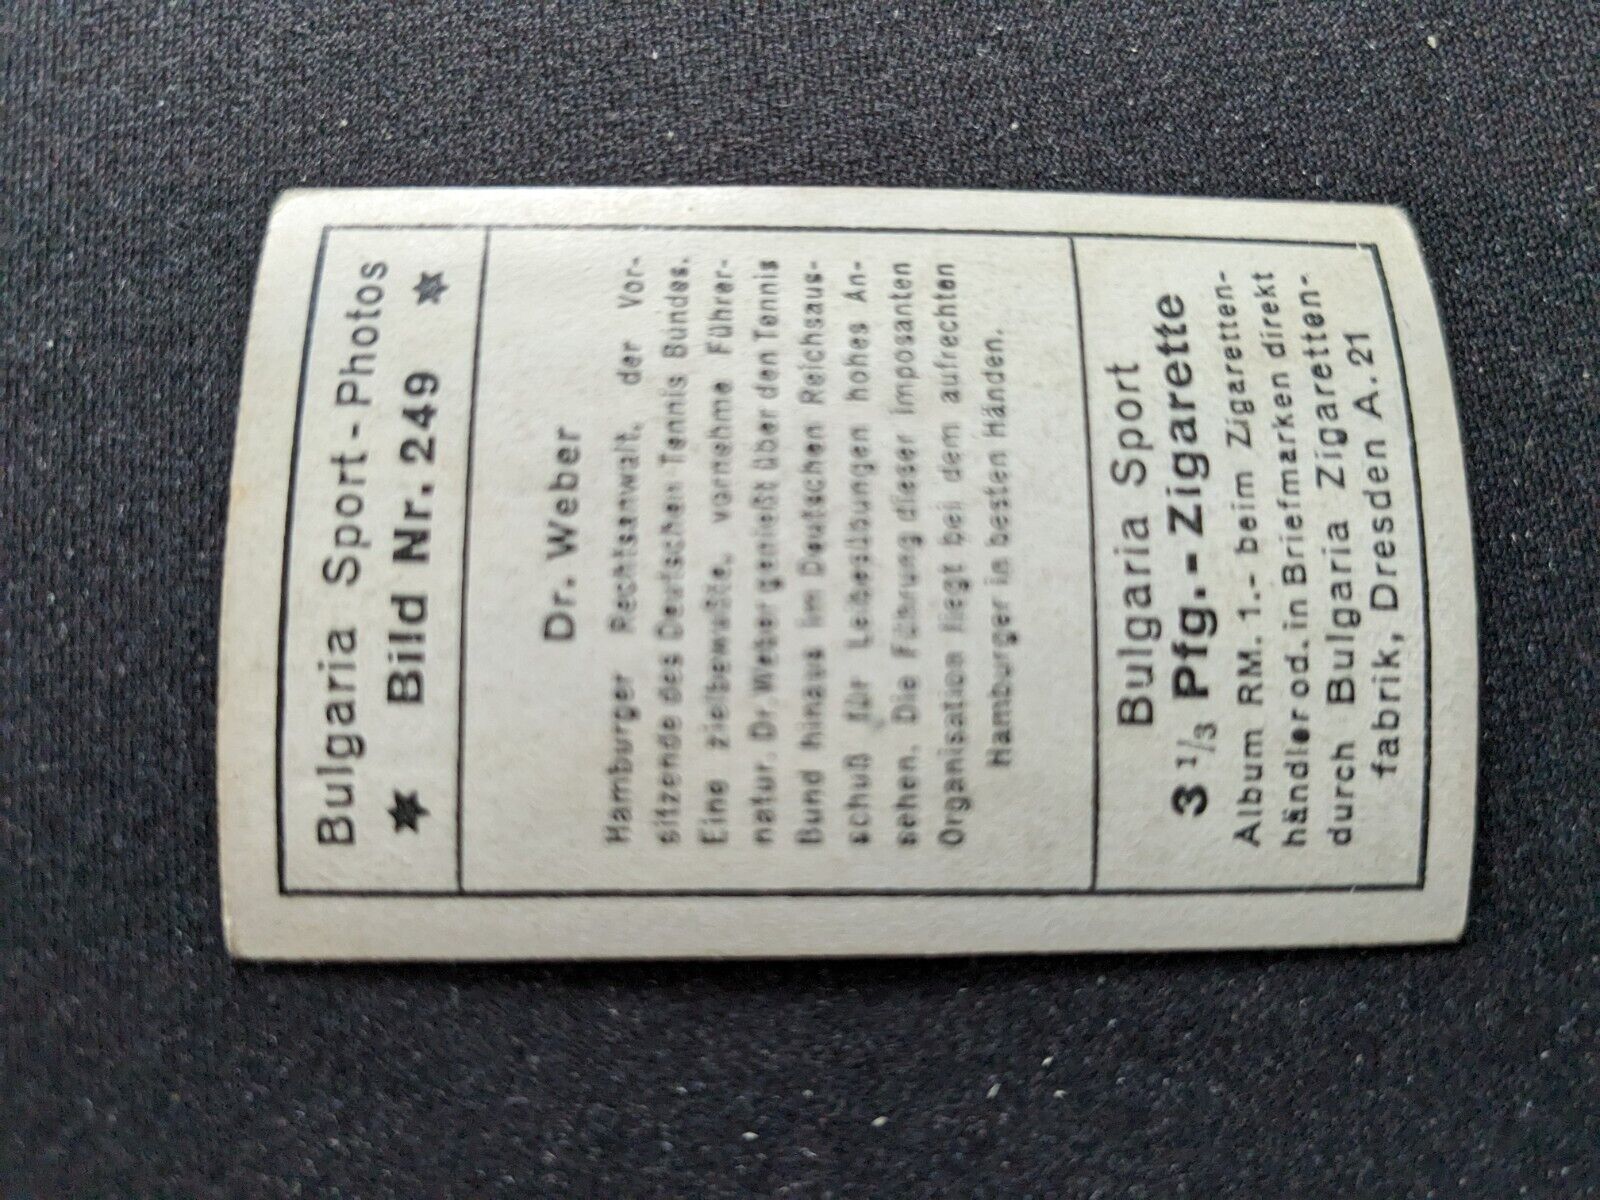 Bulgaria Sport-Photos
✶ Bild Nr. 249 ✶
Dr. Weber
Hamburger Rechtsanwalt, der Vor-
sitzende des Deutschen Tennis Bundes.
Eine zielbewußte, vornehme Führer-
natur. Dr. Weber genießt über den Tennis
Bund hinaus im Deutschen Reichsaus-
schuß für Leibesübungen hohes An-
sehen. Die Führung dieser imposanten
Organisation liegt bei dem aufrechten
Hamburger in besten Händen.
Bulgaria Sport
3 1/3 Pfg.-Zigarette
Album RM. 1.- beim Zigaretten-
händler od. in Briefmarken direkt
durch Bulgaria Zigaretten-
fabrik, Dresden A. 21